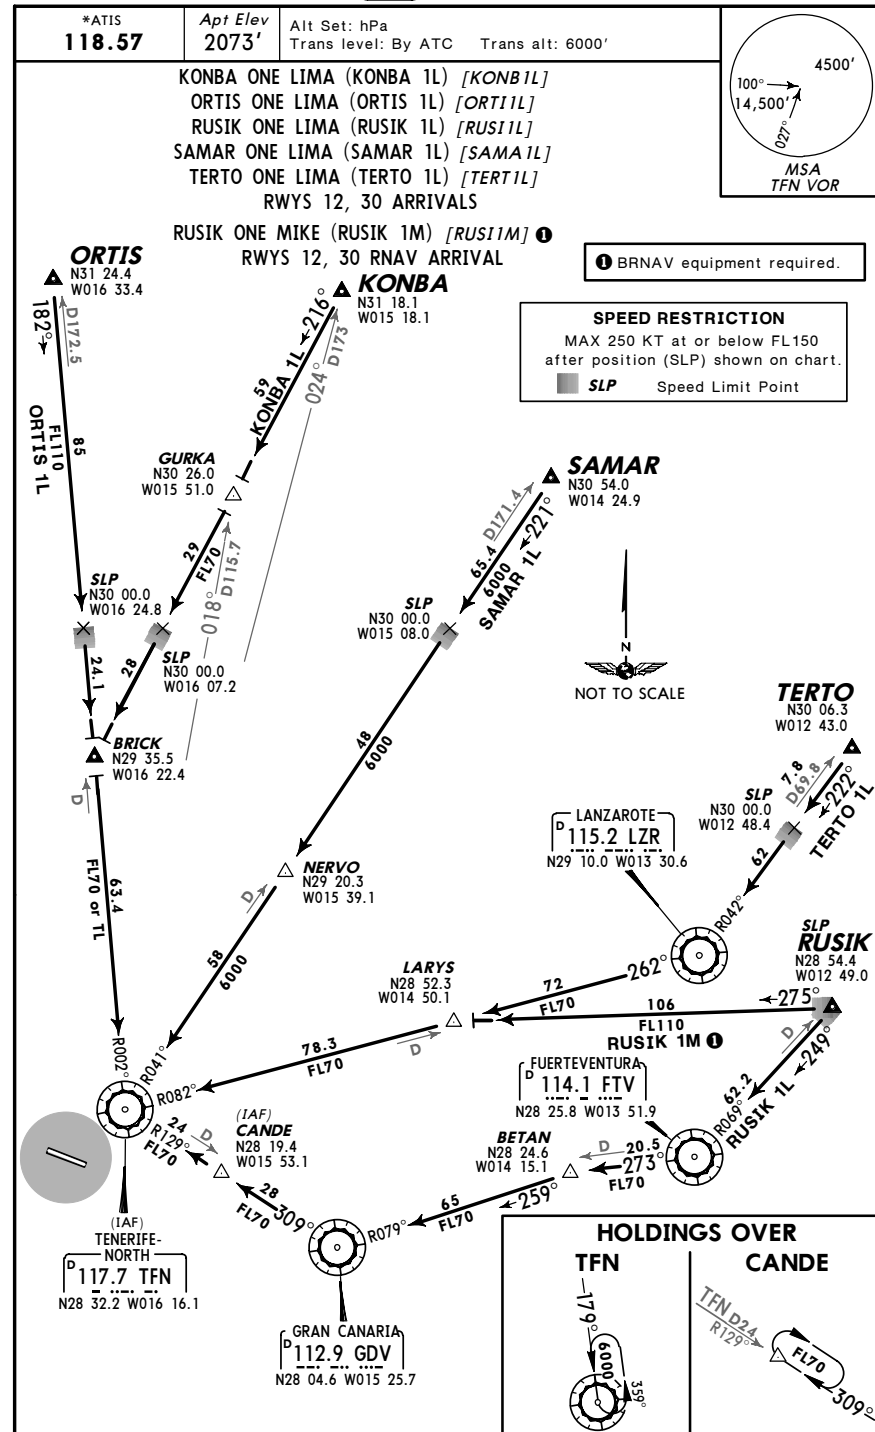 *ATIS
118.57
Apt Elev
2073'
Alt Set: hPa
Trans level: By ATC Trans alt: 6000'
4500'
100°
14,500'
027°
MSA
TFN VOR
KONBA ONE LIMA (KONBA 1L) [KONB1L]
ORTIS ONE LIMA (ORTIS 1L) [ORTI1L]
RUSIK ONE LIMA (RUSIK 1L) [RUSI1L]
SAMAR ONE LIMA (SAMAR 1L) [SAMA1L]
TERTO ONE LIMA (TERTO 1L) [TERT1L]
RWYS 12, 30 ARRIVALS
RUSIK ONE MIKE (RUSIK 1M) [RUSI1M] ❶
RWYS 12, 30 RNAV ARRIVAL
❶ BRNAV equipment required.
SPEED RESTRICTION
MAX 250 KT at or below FL150
after position (SLP) shown on chart.
SLP Speed Limit Point
ORTIS
N31 24.4
W016 33.4
182°
D172.5
85
FL110
ORTIS 1L
KONBA
N31 18.1
W015 18.1
216°
D173
024°
59
KONBA 1L
GURKA
N30 26.0
W015 51.0
29
FL70
D115.7
018°
SAMAR
N30 54.0
W014 24.9
D171.4
221°
65.4
6000
SAMAR 1L
SLP
N30 00.0
W016 24.8
SLP
N30 00.0
W016 07.2
SLP
N30 00.0
W015 08.0
24.1
28
N
NOT TO SCALE
BRICK
N29 35.5
W016 22.4
D
63.4
FL70 or TL
48
6000
TERTO
N30 06.3
W012 43.0
7.8
D69.8
222°
TERTO 1L
SLP
N30 00.0
W012 48.4
62
R042°
LANZAROTE
D 115.2 LZR
N29 10.0 W013 30.6
NERVO
N29 20.3
W015 39.1
D
58
6000
SLP
RUSIK
N28 54.4
W012 49.0
LARYS
N28 52.3
W014 50.1
262°
72
FL70
275°
106
FL110
RUSIK 1M ❶
D
249°
62.2
RUSIK 1L
R069°
78.3
FL70
D
R002°
R041°
R082°
FUERTEVENTURA
D 114.1 FTV
N28 25.8 W013 51.9
BETAN
N28 24.6
W014 15.1
D
20.5
273°
FL70
(IAF)
CANDE
N28 19.4
W015 53.1
24
D
R129°
FL70
65
FL70
259°
R079°
28
FL70
309°
(IAF)
TENERIFE-
NORTH
D 117.7 TFN
N28 32.2 W016 16.1
GRAN CANARIA
D 112.9 GDV
N28 04.6 W015 25.7
HOLDINGS OVER
TFN
179°
6000
359°
CANDE
TFN D24
R129°
FL70
309°